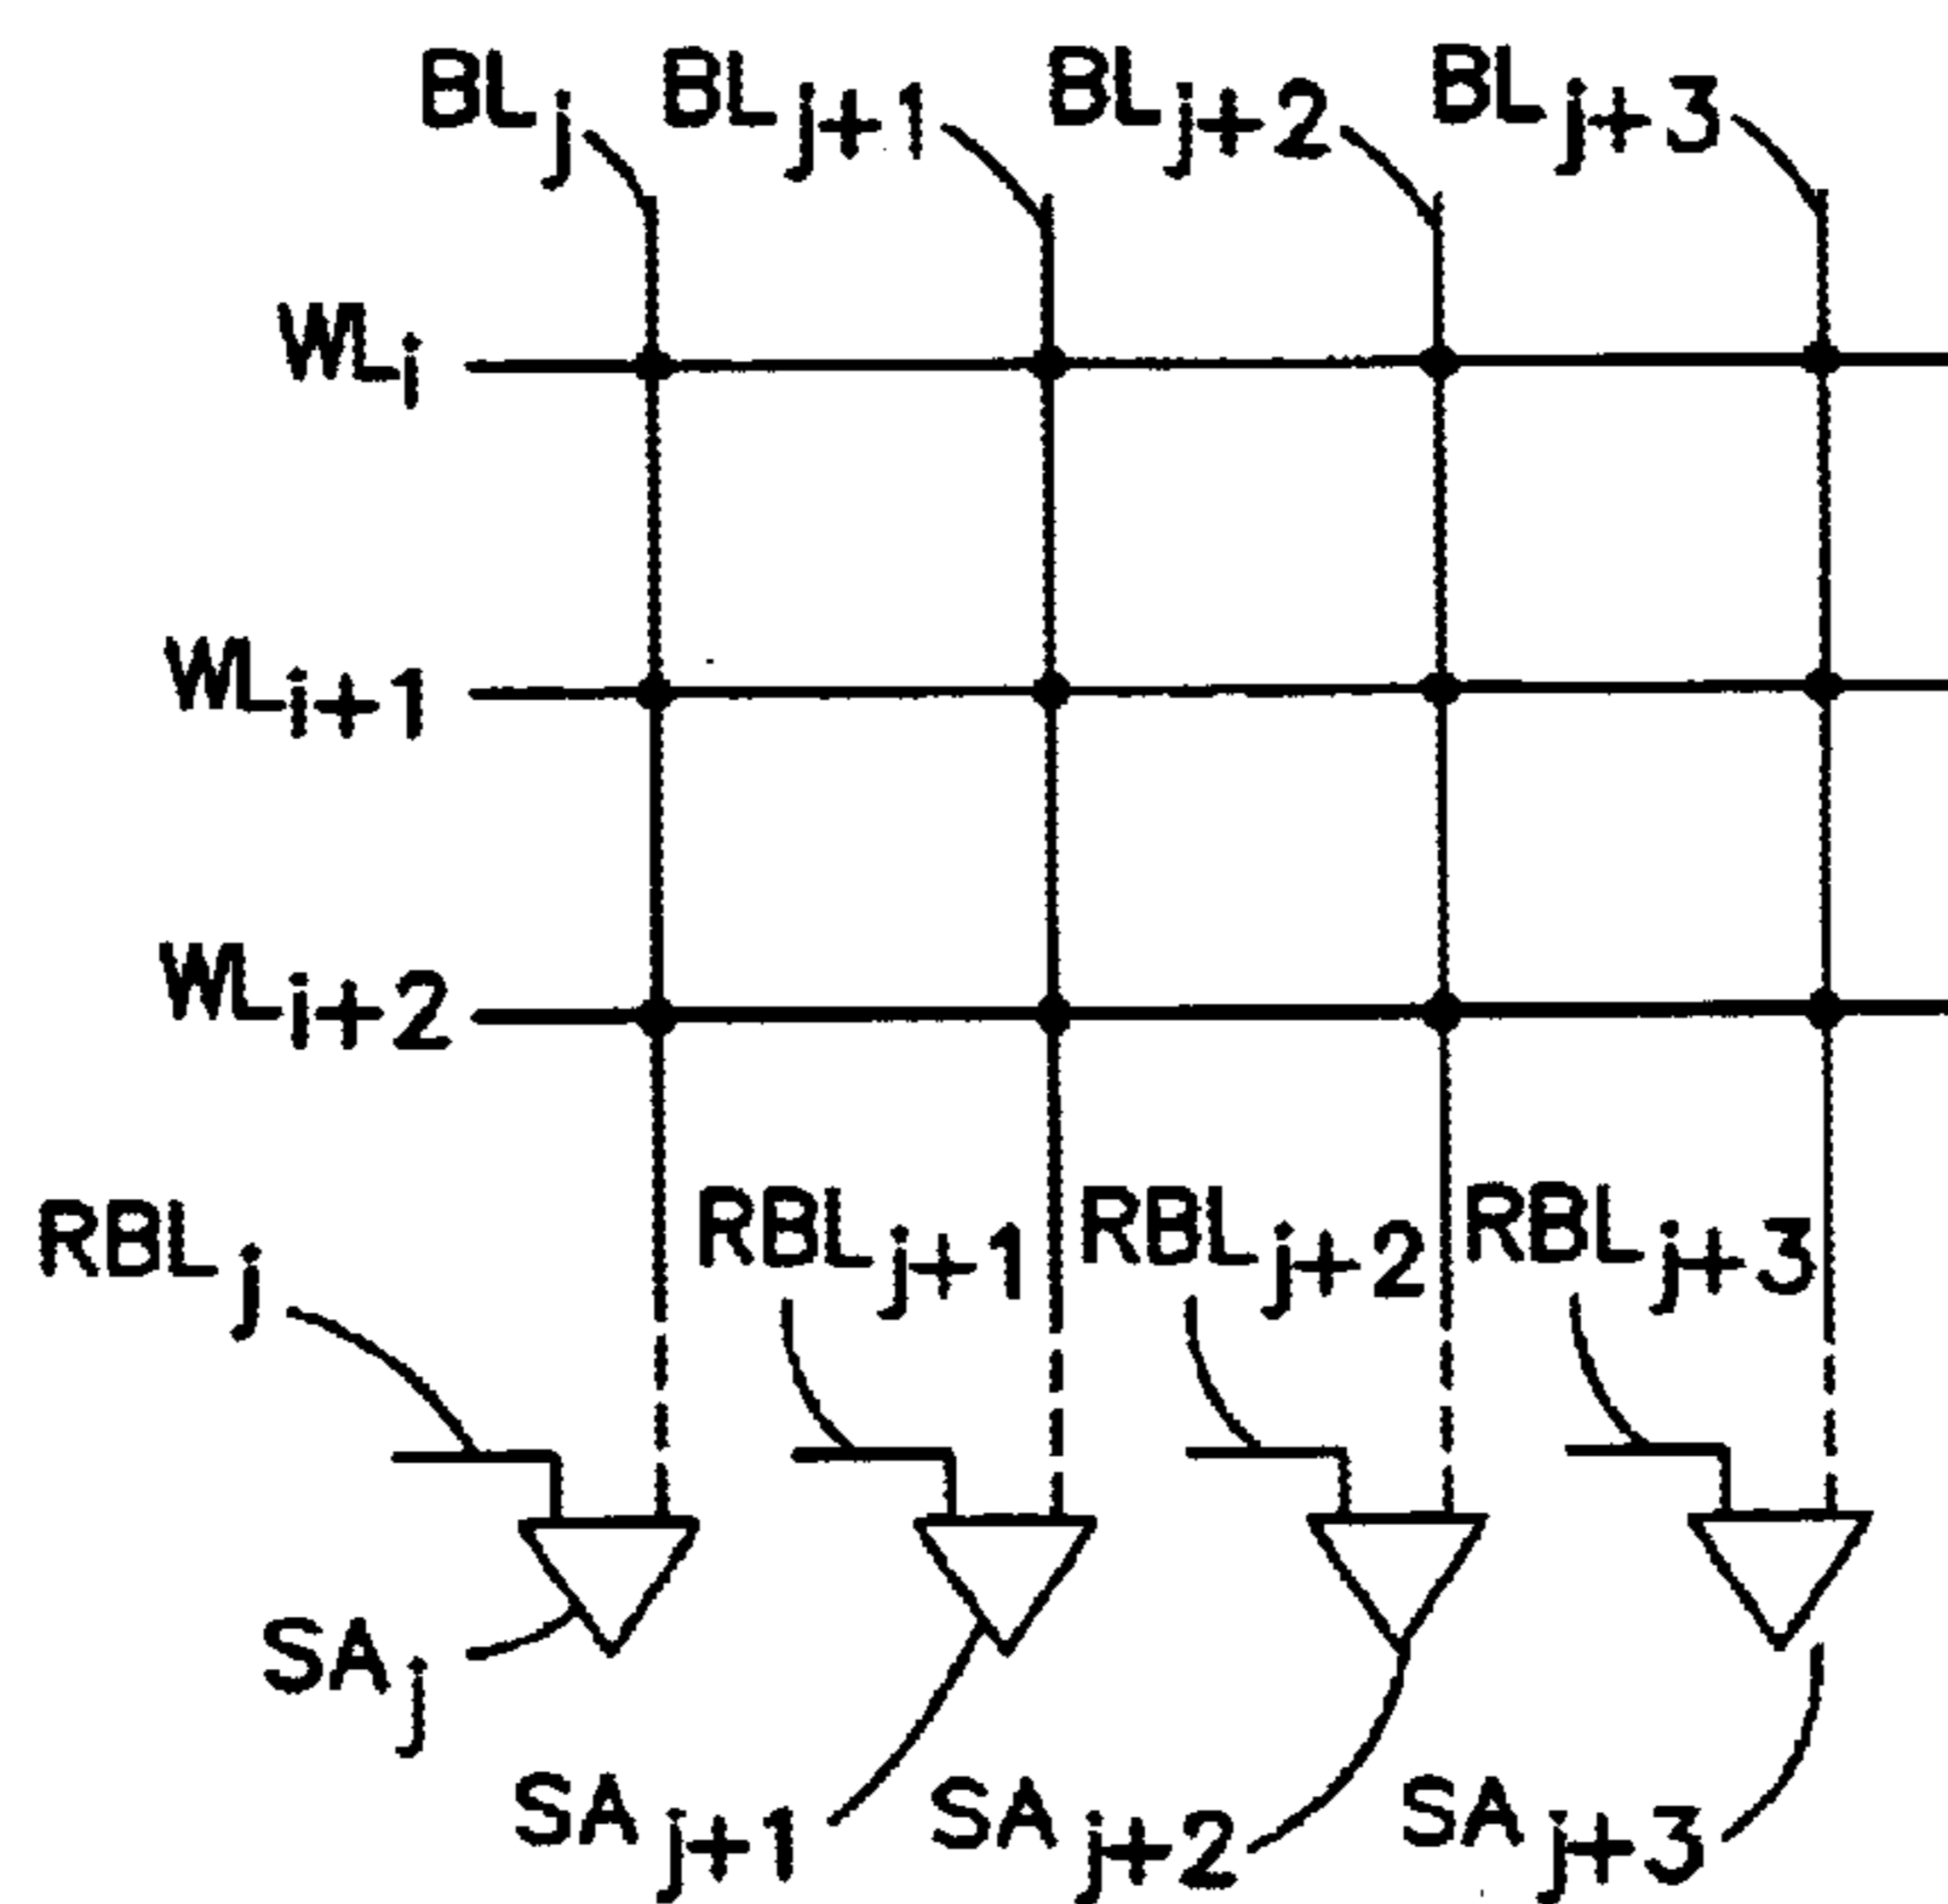 BLj BLj+1 BLj+2 BLj+3
WLi
WLi+1
WLi+2
RBLj RBLj+1 RBLj+2 RBLj+3
SAj
SAj+1 SAj+2 SAj+3